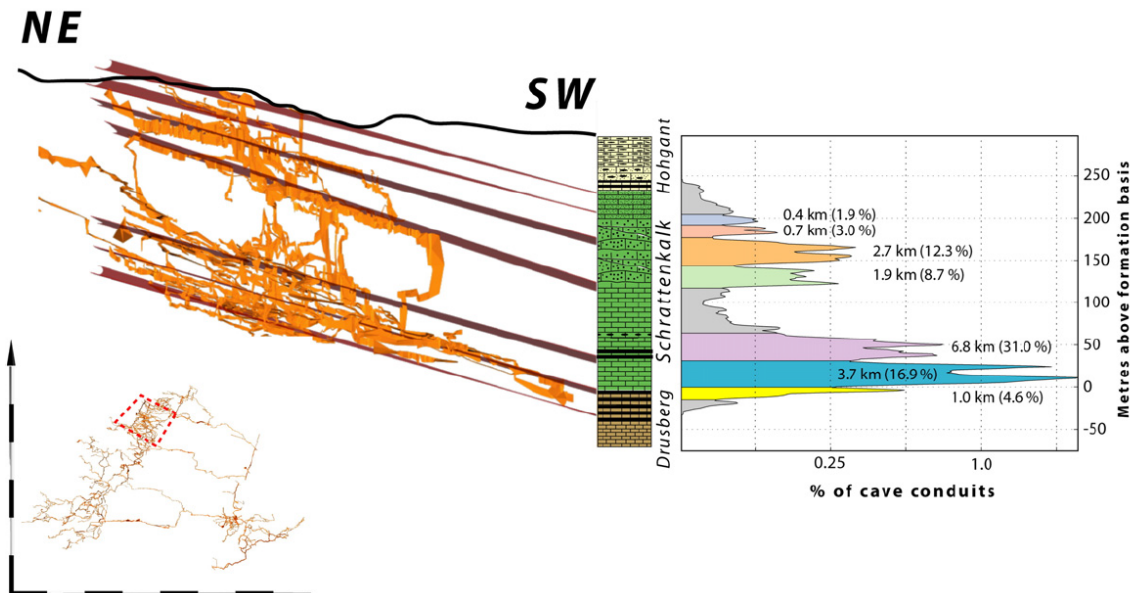 NE
SW
Hohgant
Schrattenkalk
Drusberg
0.4 km (1.9 %)
0.7 km (3.0 %)
2.7 km (12.3 %)
1.9 km (8.7 %)
6.8 km (31.0 %)
3.7 km (16.9 %)
1.0 km (4.6 %)
250
200
150
100
50
0
-50
Metres above formation basis
0.25
1.0
% of cave conduits